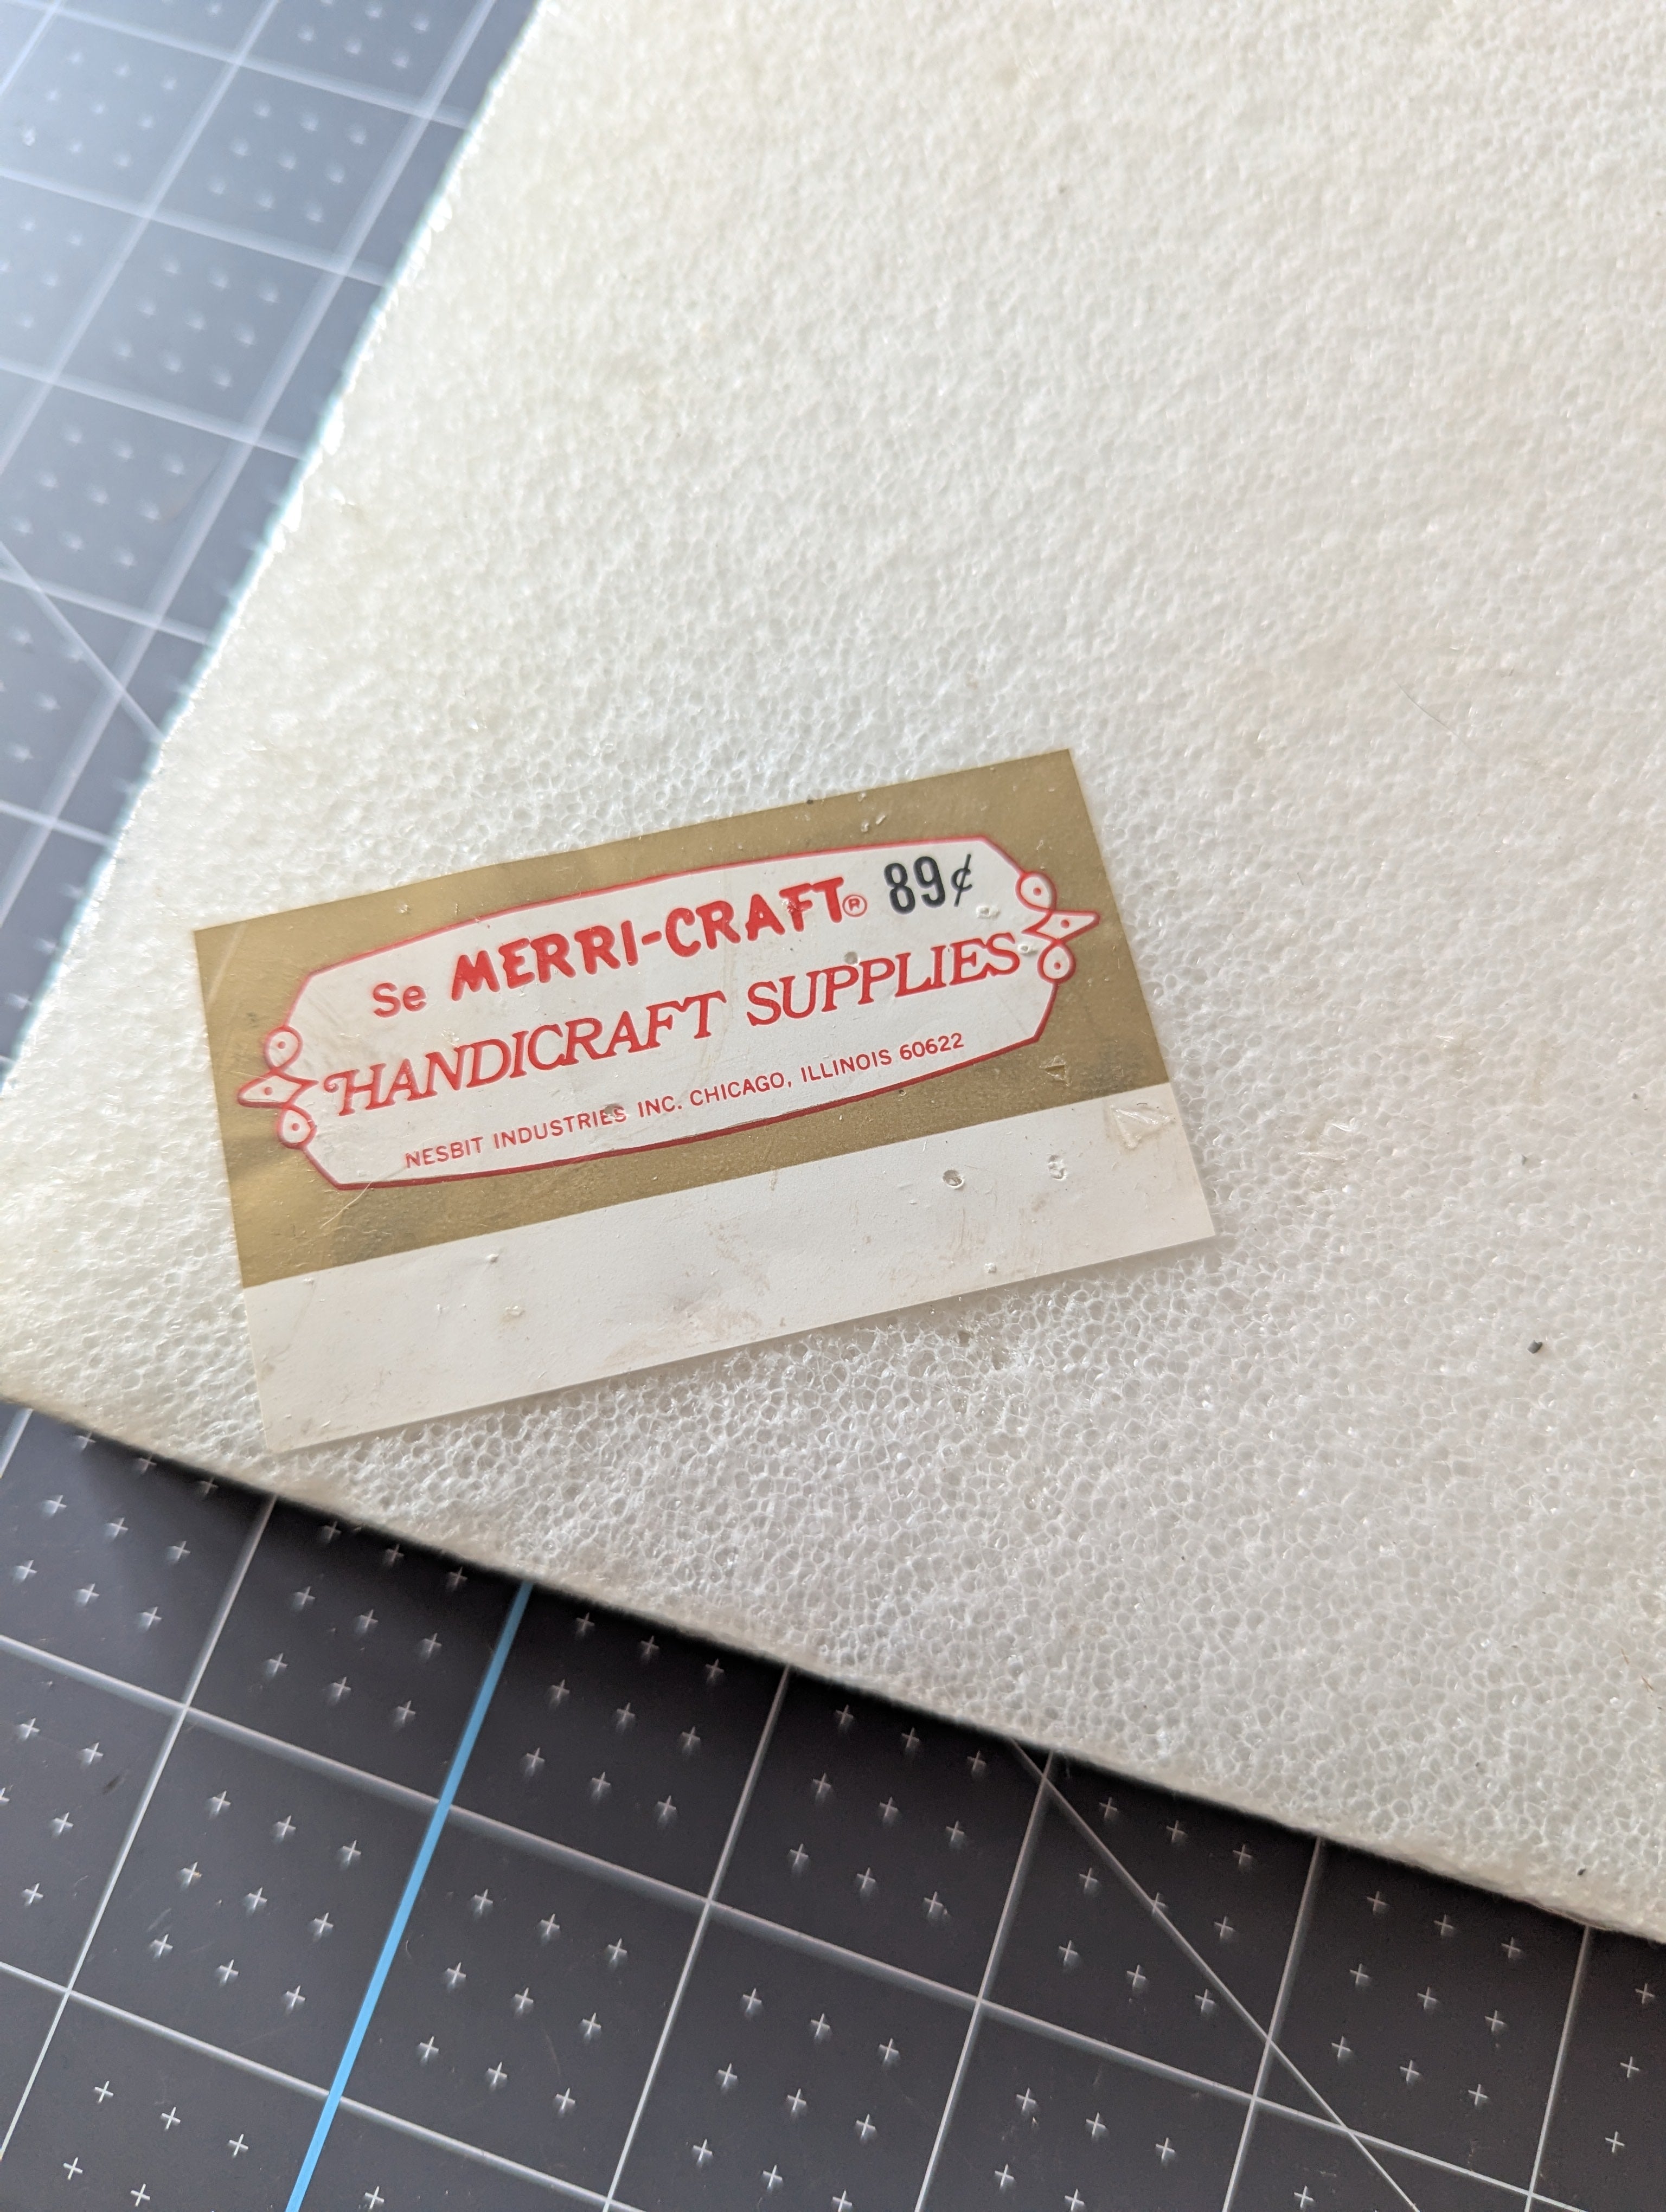 Se MERRI-CRAFT® 89¢
HANDICRAFT SUPPLIES
NESBIT INDUSTRIES INC. CHICAGO, ILLINOIS 60622